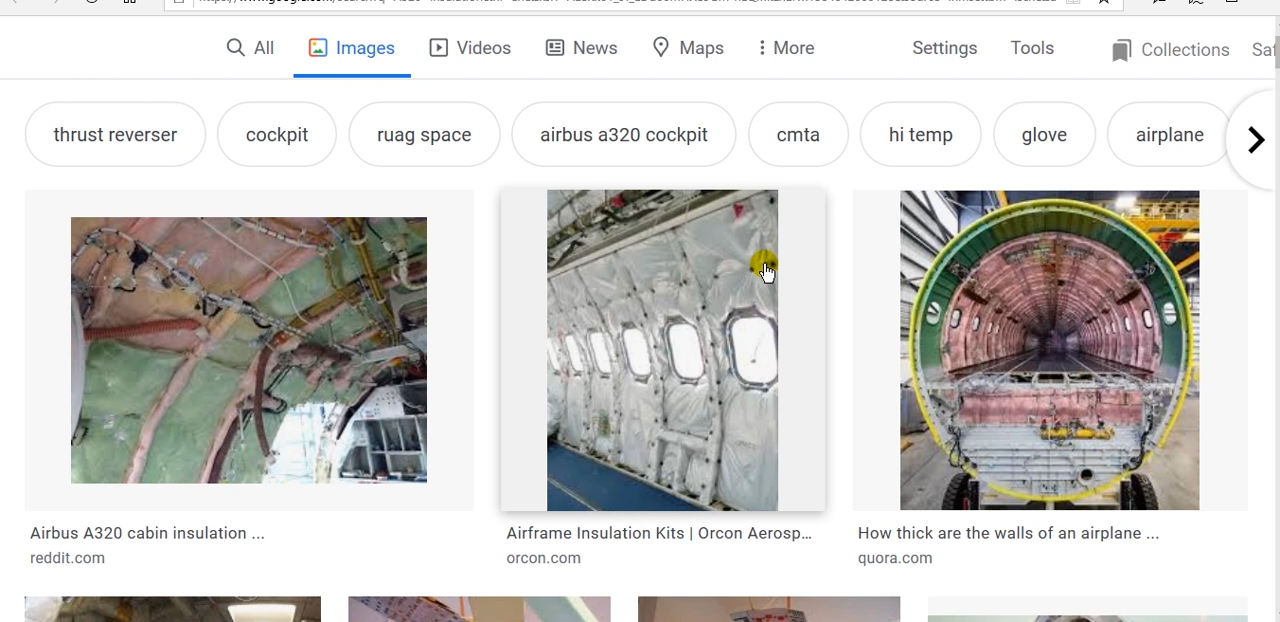 All Images Videos News Maps More Settings Tools Collections
thrust reverser cockpit ruag space airbus a320 cockpit cmta hi temp glove airplane
Airbus A320 cabin insulation ... Airframe Insulation Kits | Orcon Aerosp... How thick are the walls of an airplane ...
reddit.com orcon.com quora.com